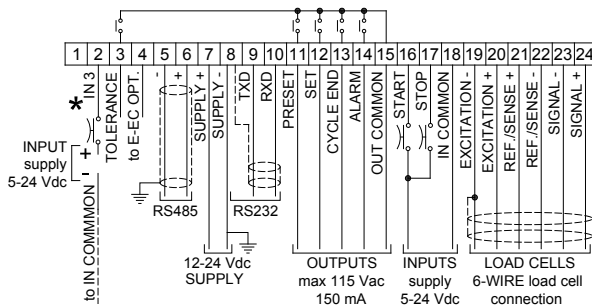 1 2 3 4 5 6 7 8 9 10 11 12 13 14 15 16 17 18 19 20 21 22 23 24
IN 3
TOLERANCE
to E-EC OPT.
-
+
SUPPLY +
SUPPLY -
TXD
RXD
PRESET
SET
CYCLE END
ALARM
OUT COMMON
START
STOP
IN COMMON
EXCITATION -
EXCITATION +
REF./SENSE +
REF./SENSE -
SIGNAL -
SIGNAL +
*
INPUT
supply
5-24 Vdc
+
-
to IN COMMMON
RS485
RS232
12-24 Vdc
SUPPLY
OUTPUTS
max 115 Vac
150 mA
INPUTS
supply
5-24 Vdc
LOAD CELLS
6-WIRE load cell
connection